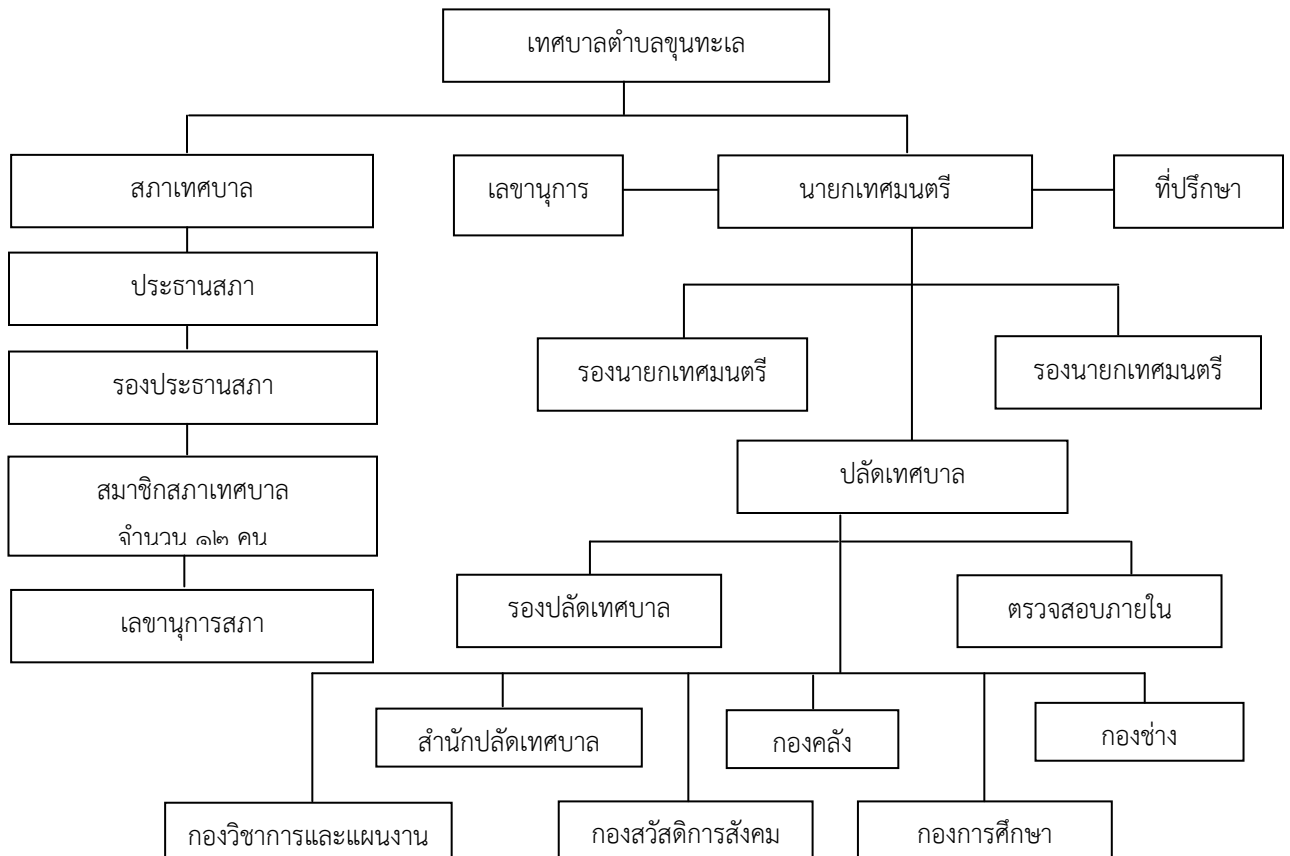 เทศบาลตำบลขุนทะเล
สภาเทศบาล
เลขานุการ
นายกเทศมนตรี
ที่ปรึกษา
ประธานสภา
รองประธานสภา
รองนายกเทศมนตรี
รองนายกเทศมนตรี
สมาชิกสภาเทศบาล
จำนวน ๑๒ คน
ปลัดเทศบาล
เลขานุการสภา
รองปลัดเทศบาล
ตรวจสอบภายใน
สำนักปลัดเทศบาล
กองคลัง
กองช่าง
กองวิชาการและแผนงาน
กองสวัสดิการสังคม
กองการศึกษา